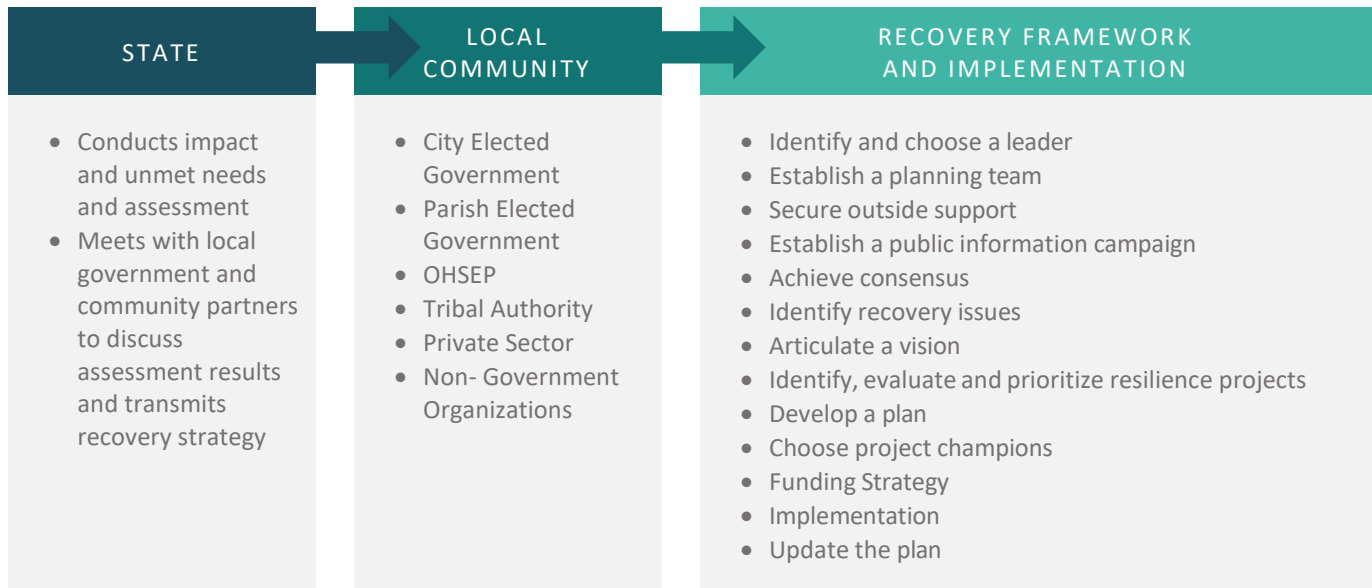 STATE
LOCAL
COMMUNITY
RECOVERY FRAMEWORK
AND IMPLEMENTATION
• Conducts impact
and unmet needs
and assessment
• Meets with local
government and
community partners
to discuss
assessment results
and transmits
recovery strategy
• City Elected
Government
• Parish Elected
Government
• OHSEP
• Tribal Authority
• Private Sector
• Non- Government
Organizations
• Identify and choose a leader
• Establish a planning team
• Secure outside support
• Establish a public information campaign
• Achieve consensus
• Identify recovery issues
• Articulate a vision
• Identify, evaluate and prioritize resilience projects
• Develop a plan
• Choose project champions
• Funding Strategy
• Implementation
• Update the plan